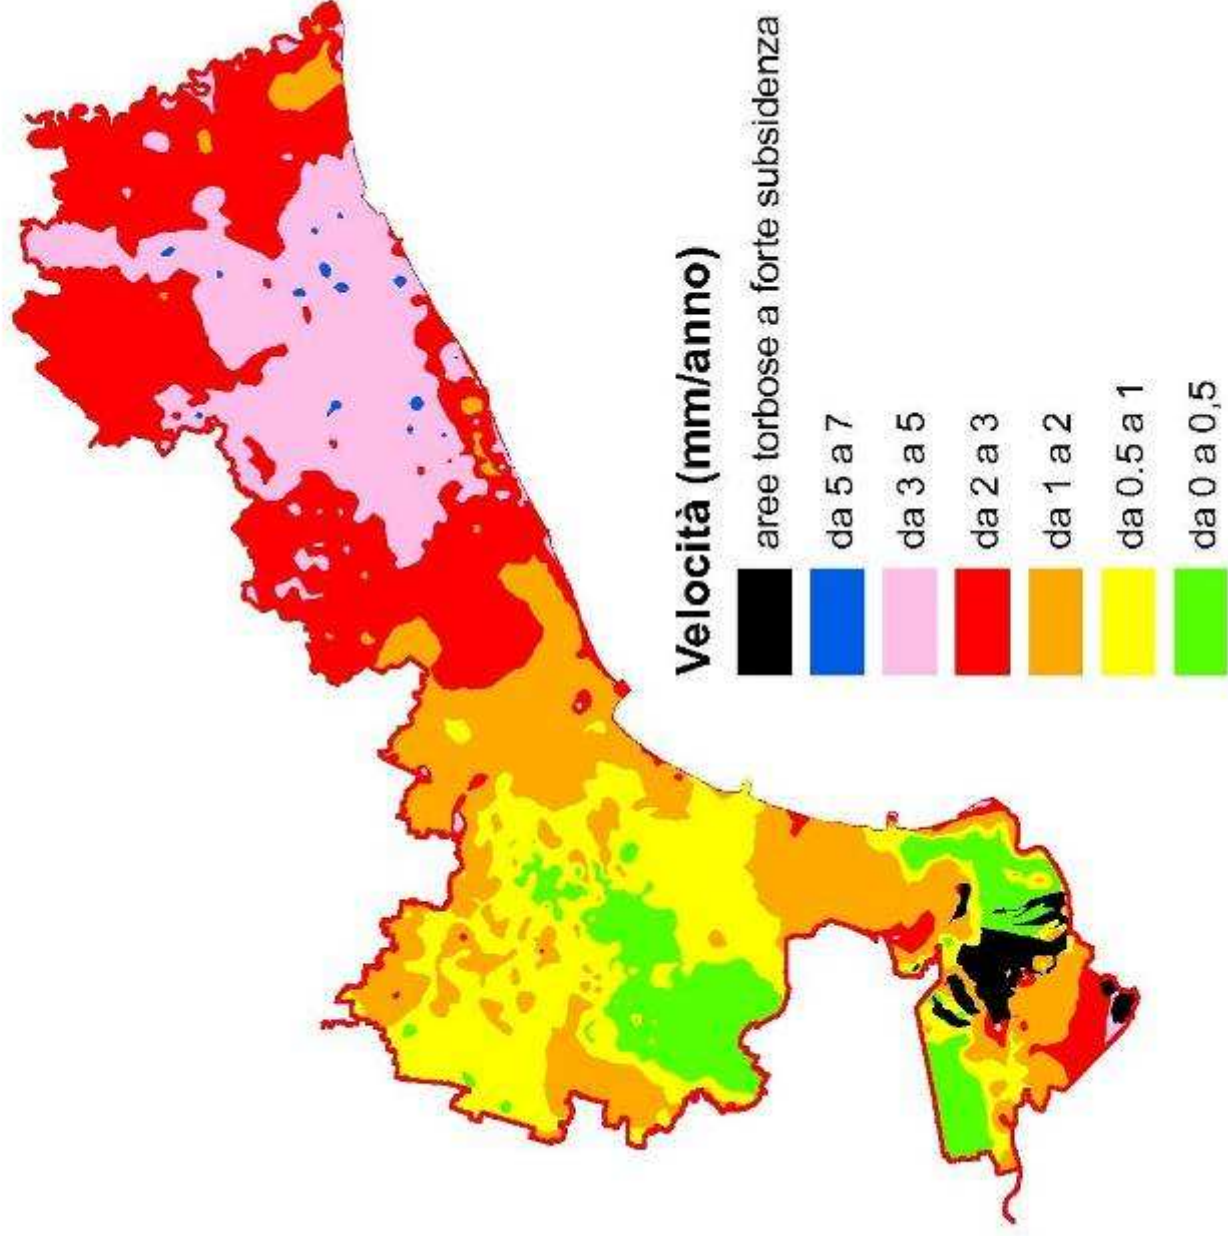 Velocità (mm/anno)
aree torbose a forte subsidenza
da 5 a 7
da 3 a 5
da 2 a 3
da 1 a 2
da 0.5 a 1
da 0 a 0,5